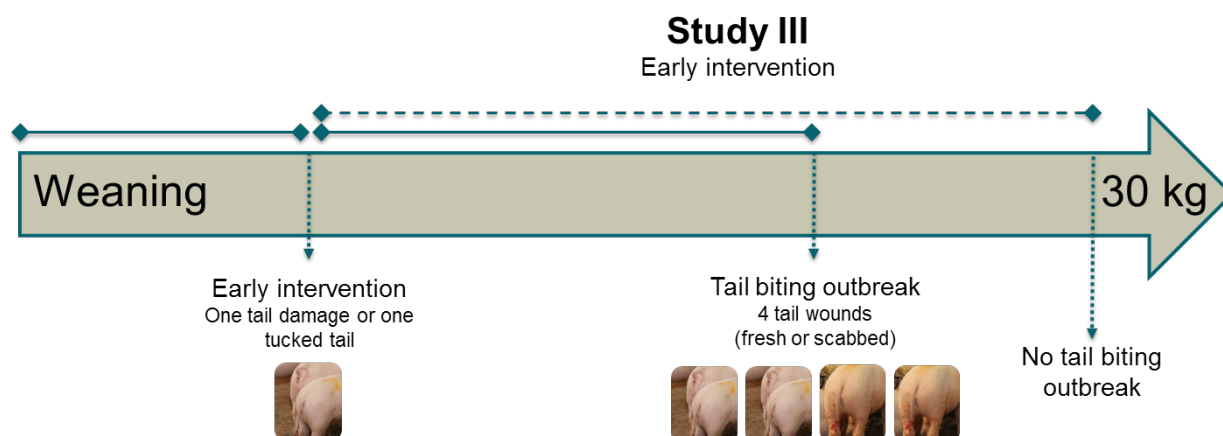 Study III
Early intervention
Weaning
30 kg
Early intervention
One tail damage or one
tucked tail
Tail biting outbreak
4 tail wounds
(fresh or scabbed)
No tail biting
outbreak